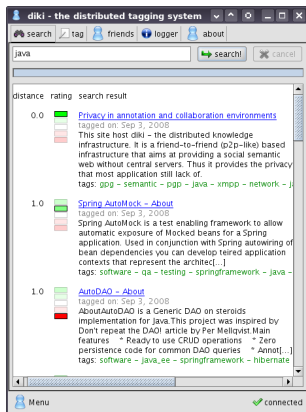 diki - the distributed tagging system
search tag friends logger about
java search! cancel
distance rating search result
0.0 Privacy in annotation and collaboration environments
tagged on: Sep 3, 2008
This site host diki - the distributed knowledge
infrastructure. It is a friend-to-friend (p2p-like) based
infrastructure that aims at providing a social semantic
web without central servers. Thus it provides the privacy
that most application still lack of.
tags: gpg - semantic - pgp - java - xmpp - network - j
1.0 Spring AutoMock - About
tagged on: Sep 3, 2008
Spring AutoMock is a test enabling framework to allow
automatic exposure of Mocked beans for a Spring
application. Used in conjunction with Spring autowiring of
bean dependencies you can develop teired application
contexts that represent the architec[...]
tags: software - qa - testing - springframework - java -
1.0 AutoDAO - About
tagged on: Sep 3, 2008
AboutAutoDAO is a Generic DAO on steroids
implementation for Java.This project was inspired by
Don't repeat the DAO! article by Per Mellqvist.Main
features * Ready to use CRUD operations * Zero
persistence code for common DAO queries * Annot[...]
tags: software - java_ee - springframework - hibernate
Menu connected